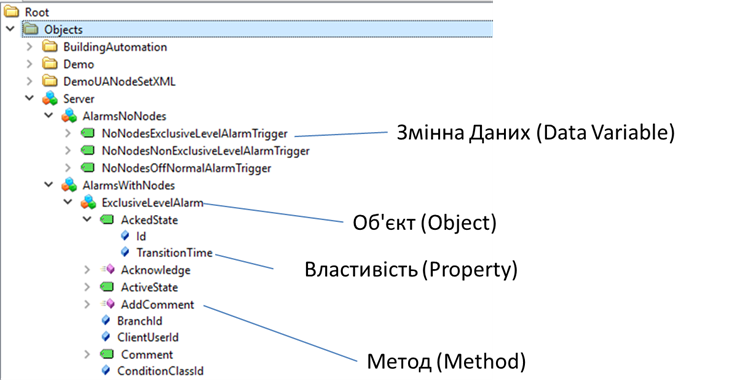 Root
Objects
BuildingAutomation
Demo
DemoUANodeSetXML
Server
AlarmsNoNodes
NoNodesExclusiveLevelAlarmTrigger
NoNodesNonExclusiveLevelAlarmTrigger
NoNodesOffNormalAlarmTrigger
AlarmsWithNodes
ExclusiveLevelAlarm
AckedState
Id
TransitionTime
Acknowledge
ActiveState
AddComment
BranchId
ClientUserId
Comment
ConditionClassId
Змінна Даних (Data Variable)
Об'єкт (Object)
Властивість (Property)
Метод (Method)